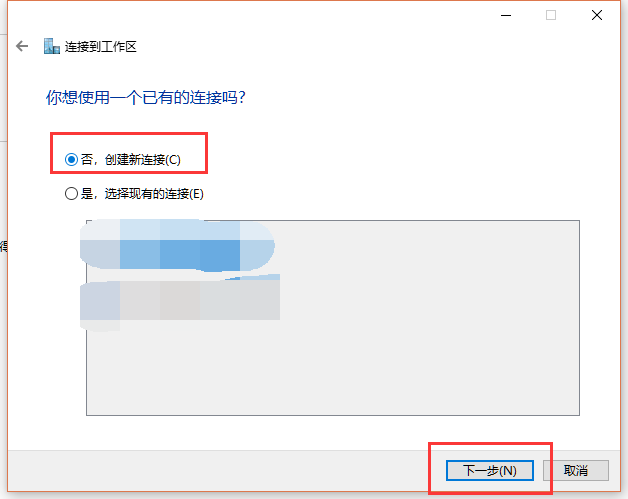 连接到工作区
你想使用一个已有的连接吗?
否，创建新连接(C)
是，选择现有的连接(E)
得
下一步(N)
取消